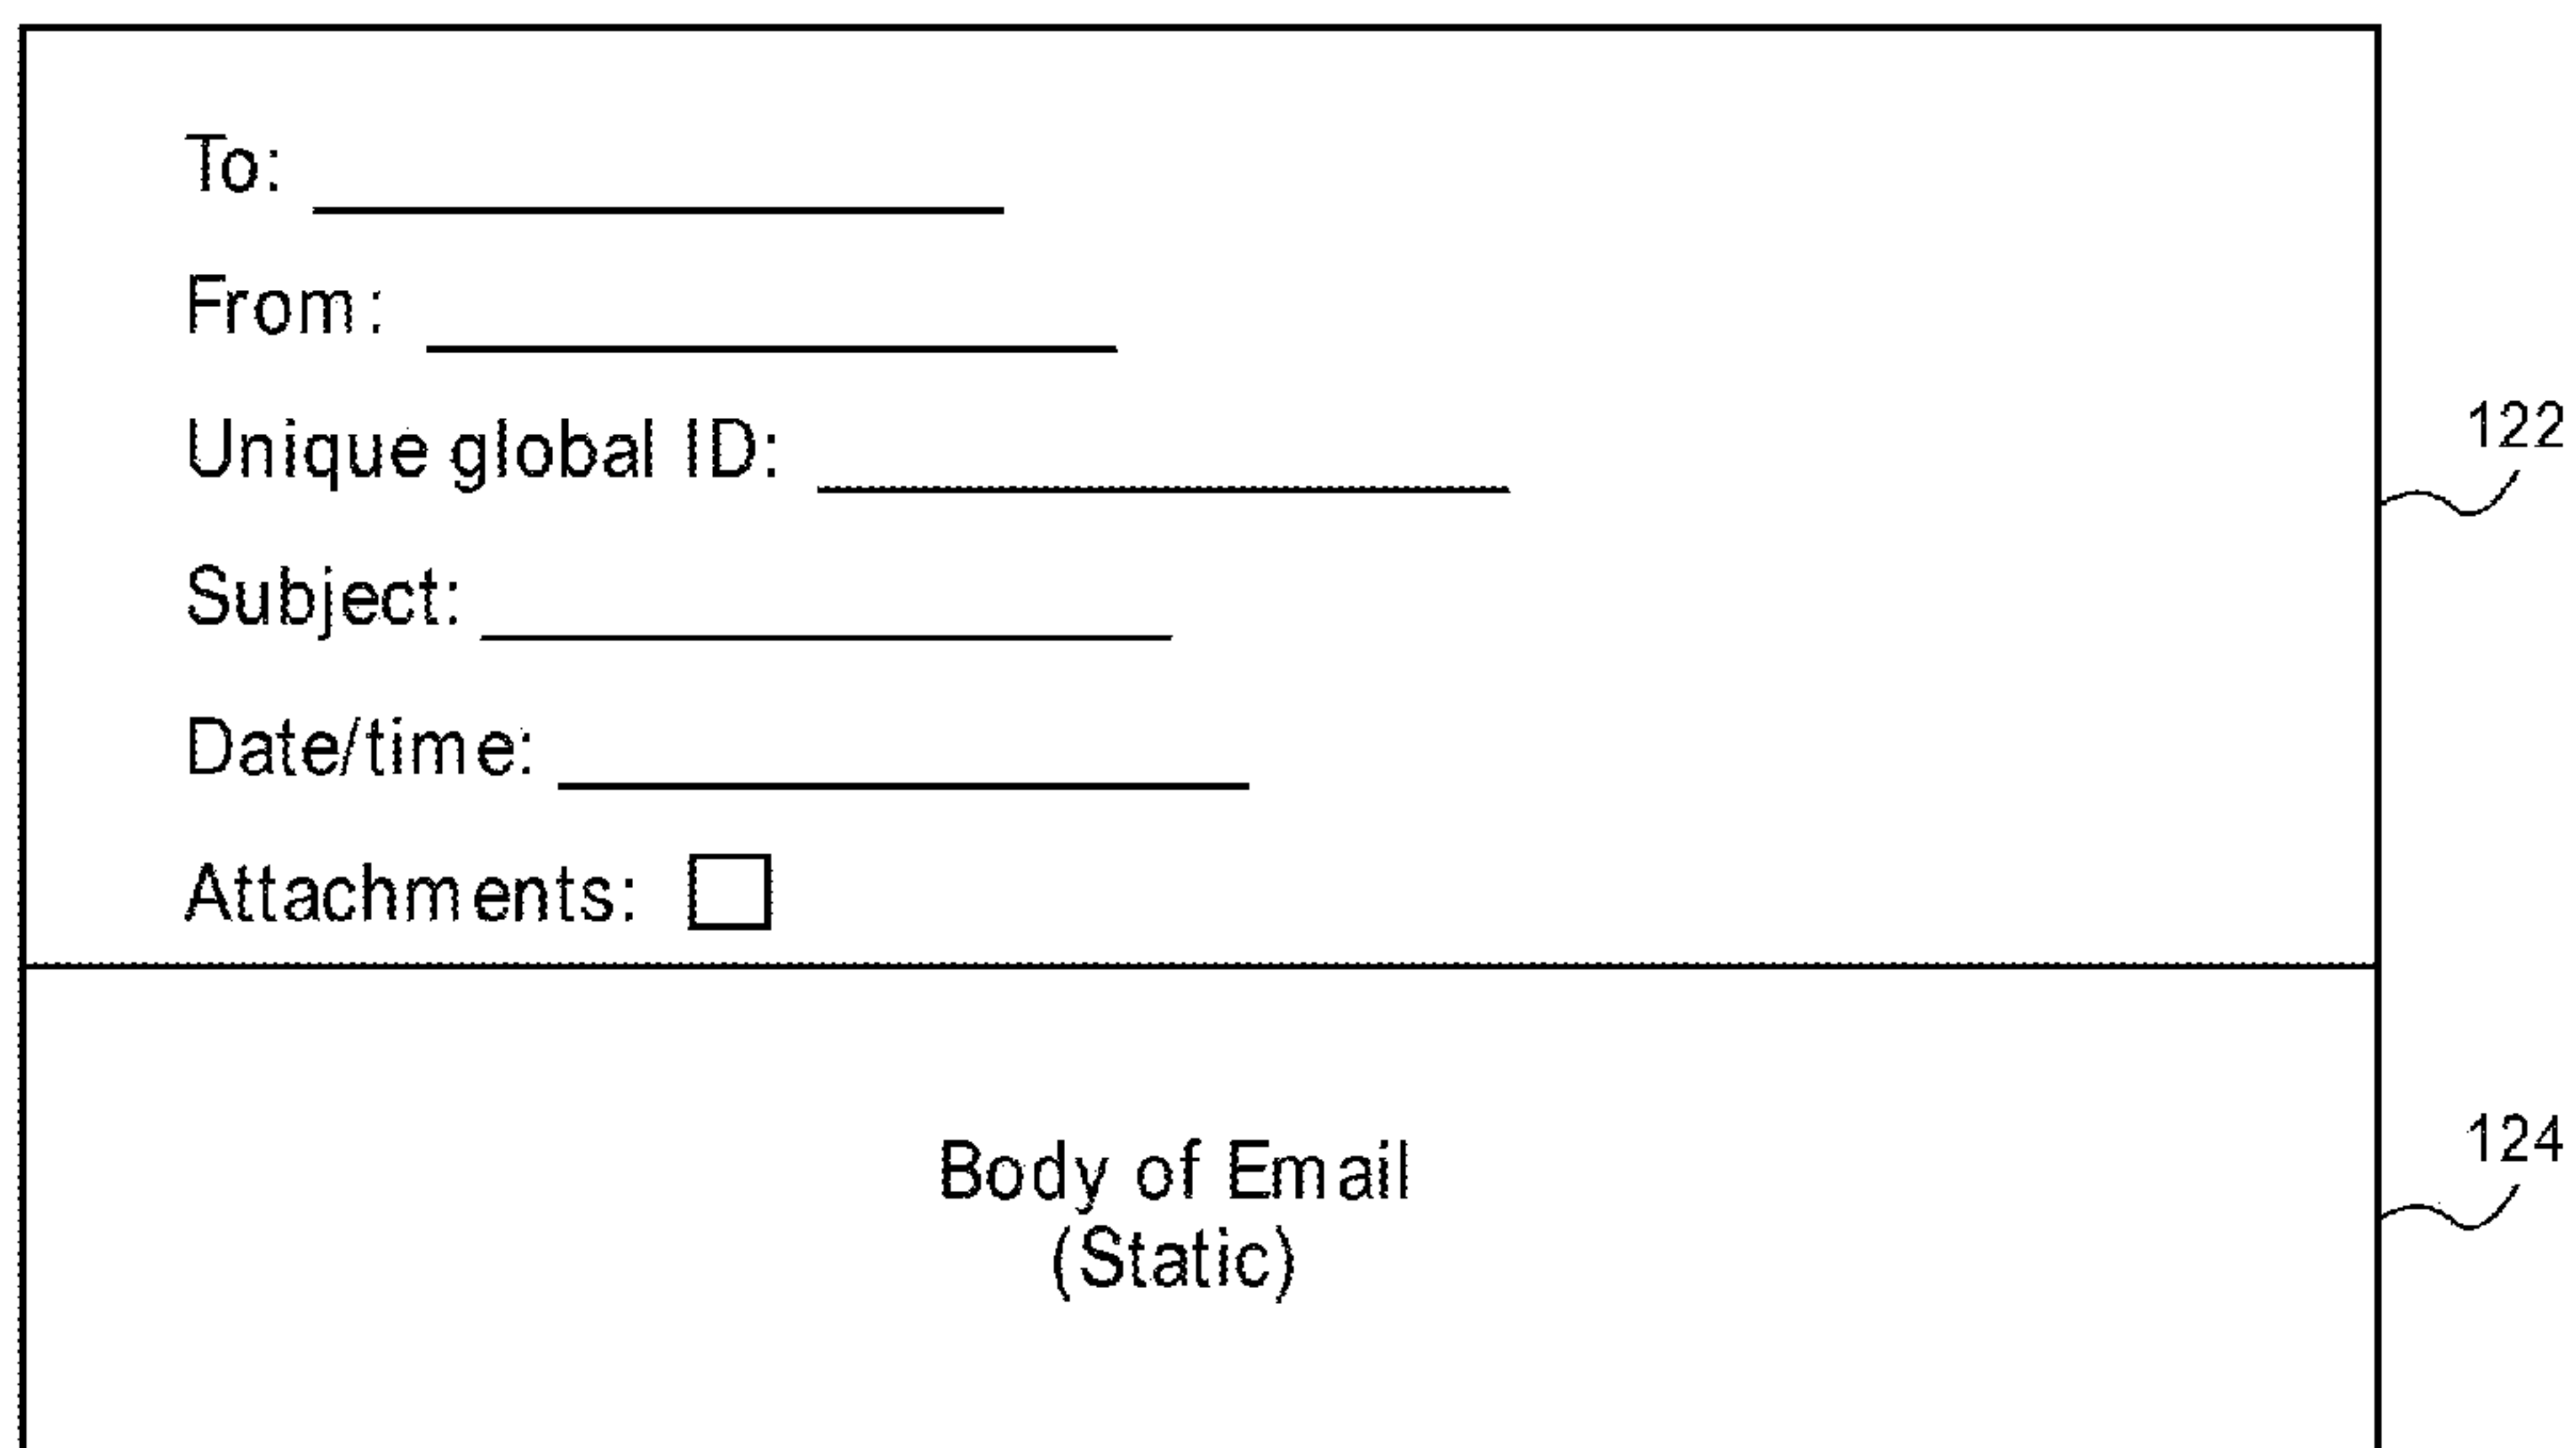 To:
From:
Unique global ID:
122
Subject:
Date/time:
Attachments:
Body of Email
124
(Static)